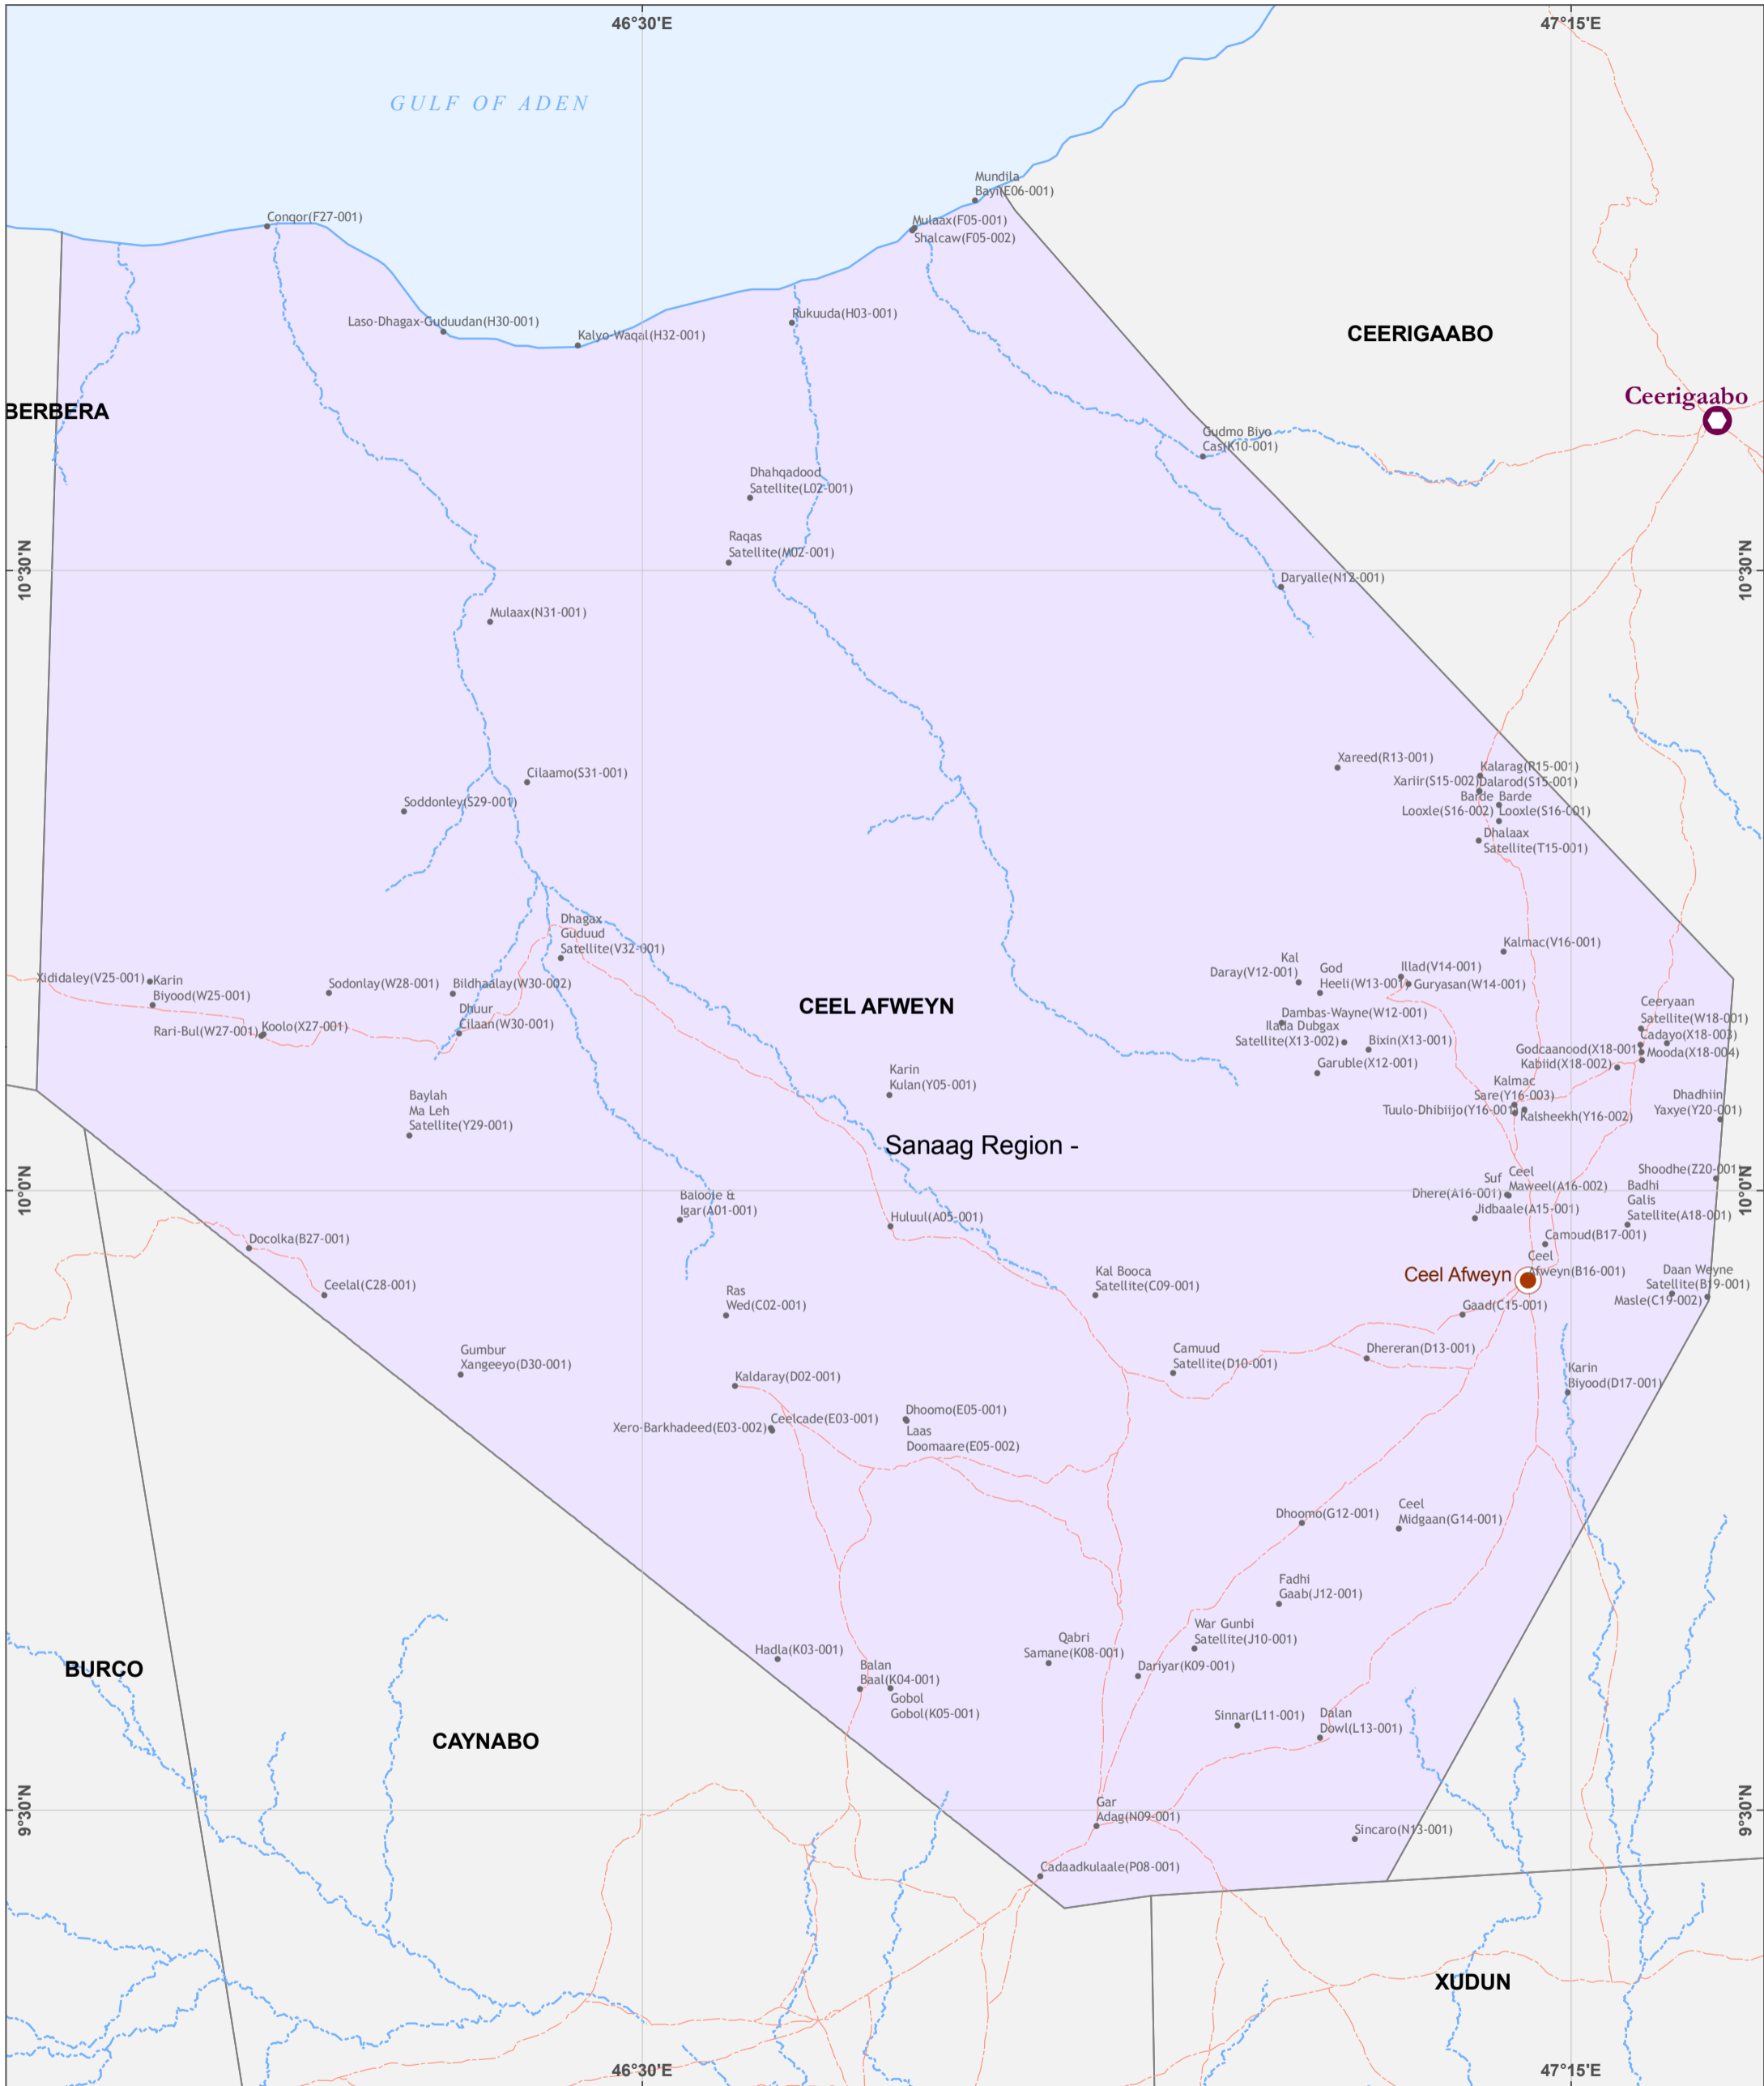 46°30'E
47°15'E
GULF OF ADEN
Mundila
Bayi(E06-001)
Conqor(F27-001)
Mulaax(F05-001)
Shalcaw(F05-002)
Laso-Dhagax-Guduudan(H30-001)
Rukuuda(H03-001)
Kalyo-Waqal(H32-001)
CEERIGAABO
Ceerigaabo
BERBERA
Gudmo Biyo
Cas(K10-001)
Dhahqadood
Satellite(L02-001)
Raqas
Satellite(M02-001)
10°30'N
10°30'N
Daryalle(N12-001)
Mulaax(N31-001)
Xareed(R13-001)
Kalarag(R15-001)
Cilaamo(S31-001)
Xariir(S15-002)
Dalarod(S15-001)
Soddonley(S29-001)
Barde
Looxle(S16-002)
Barde
Looxle(S16-001)
Dhalaax
Satellite(T15-001)
Dhagax
Guduud
Satellite(V32-001)
Kalmac(V16-001)
Kal
Daray(V12-001)
God
Heeli(W13-001)
Illad(V14-001)
Guryasan(W14-001)
Xididaley(V25-001)
Karin
Biyood(W25-001)
Sodonlay(W28-001)
Bildhaalay(W30-002)
CEEL AFWEYN
Dhuur
Cilaan(W30-001)
Rari-Bul(W27-001)
Koolo(X27-001)
Dambas-Wayne(W12-001)
Ilada Dubgax
Satellite(X13-002)
Bixin(X13-001)
Garuble(X12-001)
Ceeryaan
Satellite(W18-001)
Cadayo(X18-003)
Godcaanood(X18-001)
Mooda(X18-004)
Kabiid(X18-002)
Karin
Kulan(Y05-001)
Kalmac
Sare(Y16-003)
Tuulo-Dhibiijo(Y16-001)
Kalsheekh(Y16-002)
Dhadhiin
Yaxye(Y20-001)
Baylah
Ma Leh
Satellite(Y29-001)
Sanaag Region -
10°0'N
10°0'N
Shoodhe(Z20-001)
Suf
Dhere(A16-001)
Ceel
Maweel(A16-002)
Badhi
Galis
Satellite(A18-001)
Balooie &
Igar(A01-001)
Huluul(A05-001)
Jidbaale(A15-001)
Camoud(B17-001)
Docolka(B27-001)
Ceel Afweyn
Ceel
Afweyn(B16-001)
Daan Weyne
Satellite(B19-001)
Masle(C19-002)
Ceelal(C28-001)
Kal Booca
Satellite(C09-001)
Ras
Wed(C02-001)
Gaad(C15-001)
Gumbur
Xangeeyo(D30-001)
Camuud
Satellite(D10-001)
Dhereran(D13-001)
Karin
Biyood(D17-001)
Kaldaray(D02-001)
Xero-Barkhadeed(E03-002)
Ceelcade(E03-001)
Dhoomo(E05-001)
Laas
Doomaare(E05-002)
Dhoomo(G12-001)
Ceel
Midgaan(G14-001)
Fadhi
Gaab(J12-001)
War Gunbi
Satellite(J10-001)
Hadla(K03-001)
Qabri
Samane(K08-001)
Dariyar(K09-001)
Balan
Baal(K04-001)
Gobol
Gobol(K05-001)
BURCO
Sinnar(L11-001)
Dalan
Dowl(L13-001)
CAYNABO
9°30'N
9°30'N
Gar
Adag(N09-001)
Sincaro(N13-001)
Cadaadkulaale(P08-001)
XUDUN
46°30'E
47°15'E